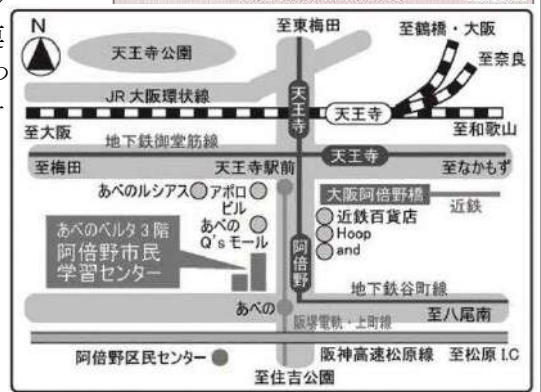 N
至東梅田
至鶴橋・大阪
天王寺公園
至奈良
JR大阪環状線
天王寺
天王寺
至大阪
至和歌山
地下鉄御堂筋線
天王寺
至梅田
天王寺駅前
至なかもず
あべのルシアス
アポロ
ビル
大阪阿倍野橋
近鉄
あべの
Q'sモール
近鉄百貨店
Hoop
and
あべのベルタ3階
阿倍野市民
学習センター
阿倍野
地下鉄谷町線
あべの
阪堺電軌・上町線
至八尾南
阿倍野区民センター
阪神高速松原線
至松原I.C
至住吉公園